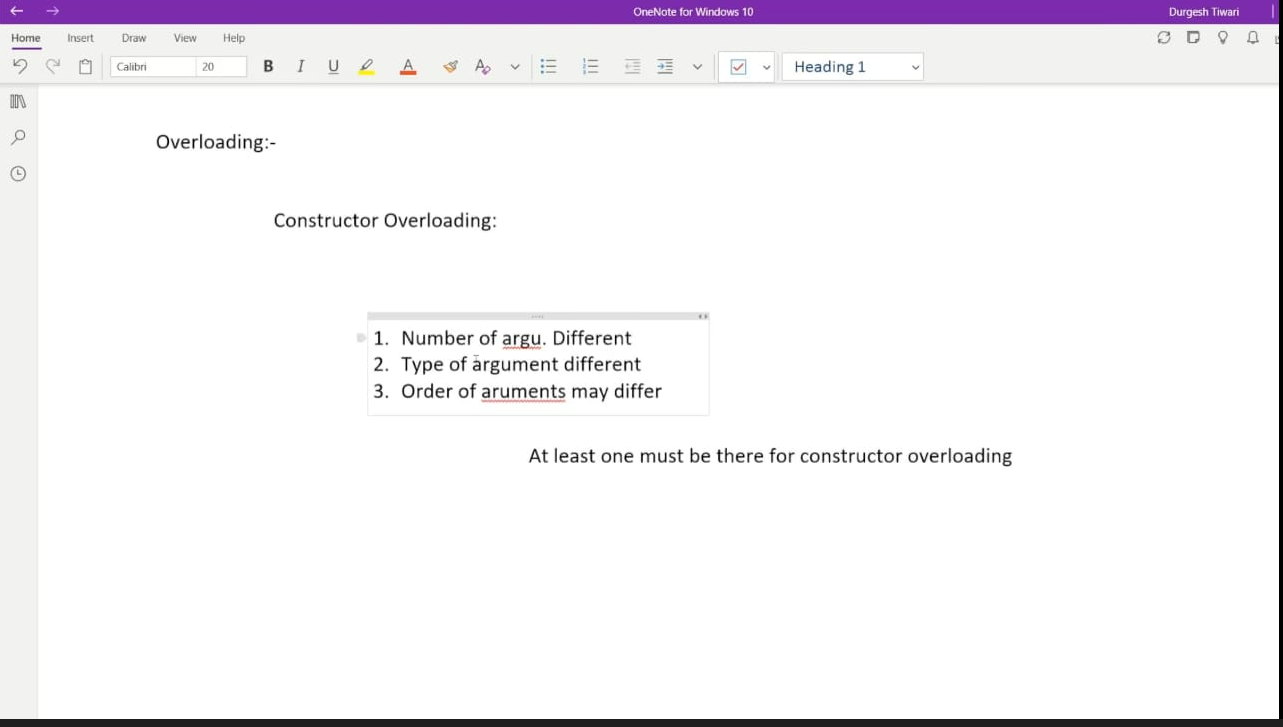 OneNote for Windows 10
Durgesh Tiwari
Home Insert Draw View Help
Calibri 20 B I U A A Heading 1
Overloading:-
Constructor Overloading:
1. Number of argu. Different
2. Type of argument different
3. Order of aruments may differ
At least one must be there for constructor overloading